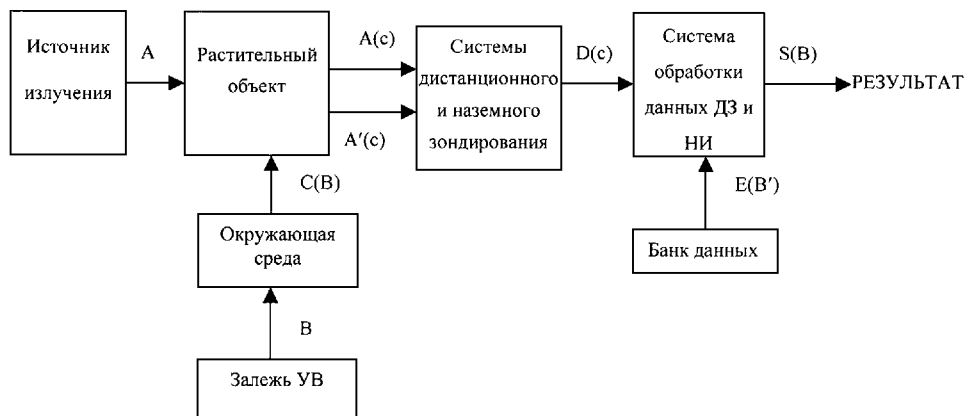 Источник
излучения
A
Растительный
объект
A(c)
A′(c)
Системы
дистанционного
и наземного
зондирования
D(c)
Система
обработки
данных ДЗ и
НИ
S(B)
РЕЗУЛЬТАТ
C(B)
E(B′)
Окружающая
среда
Банк данных
B
Залежь УВ